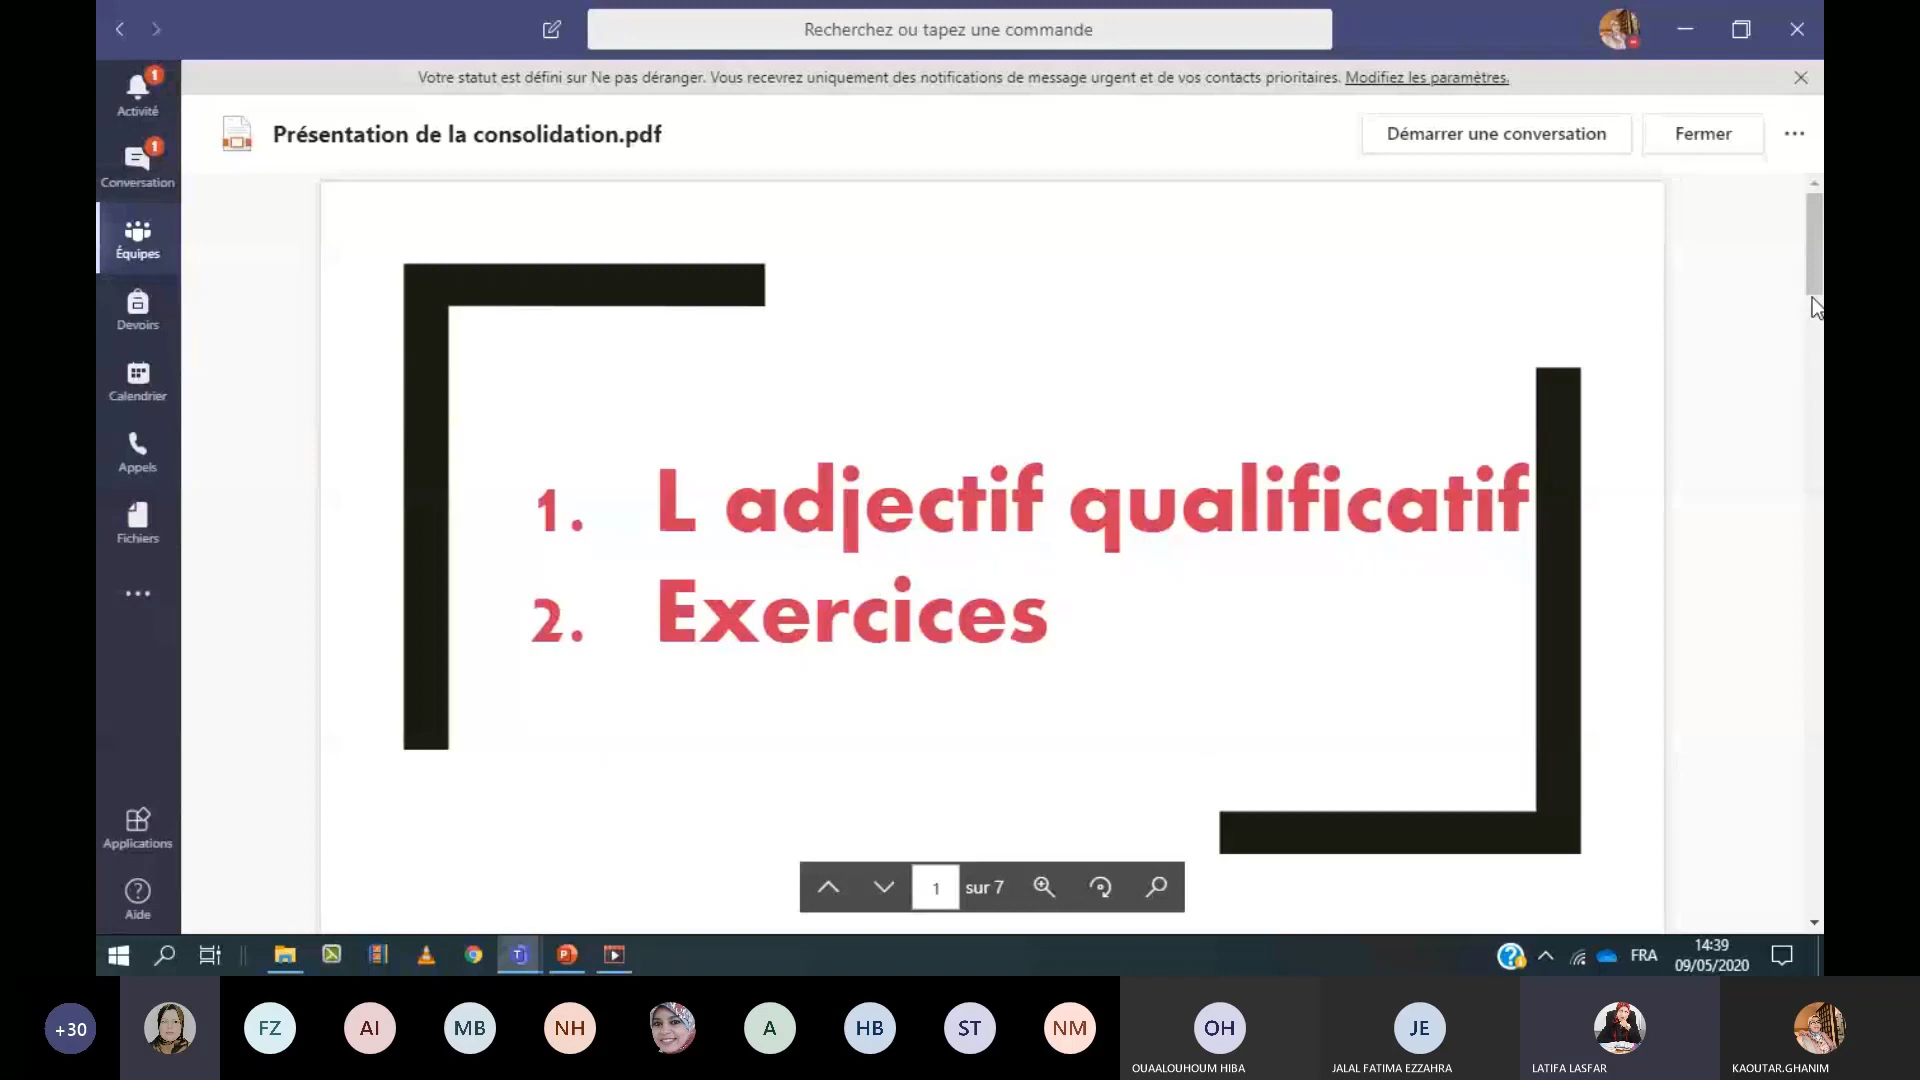 Recherchez ou tapez une commande
Votre statut est défini sur Ne pas déranger. Vous recevrez uniquement des notifications de message urgent et de vos contacts prioritaires. Modifiez les paramètres.
1
Activité
Présentation de la consolidation.pdf
Démarrer une conversation
Fermer
1
Conversation
Équipes
Devoirs
Calendrier
Appels
Fichiers
1. L adjectif qualificatif
2. Exercices
Applications
Aide
1 sur 7
FRA
14:39
09/05/2020
+30
FZ
AI
MB
NH
A
HB
ST
NM
OH
JE
OUAALOUHOUM HIBA
JALAL FATIMA EZZAHRA
LATIFA LASFAR
KAOUTAR.GHANIM